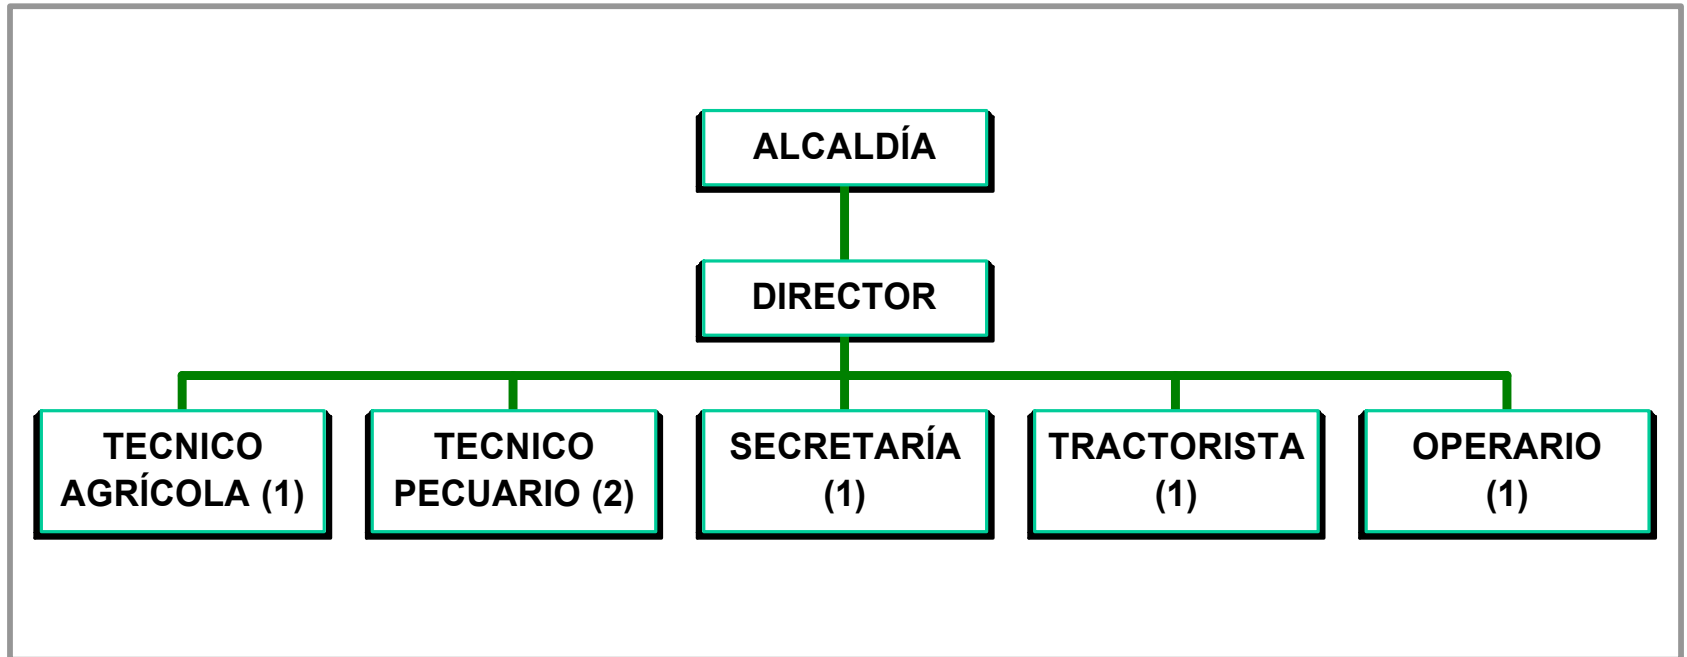 ALCALDÍA
DIRECTOR
TECNICO
AGRÍCOLA (1)
TECNICO
PECUARIO (2)
SECRETARÍA
(1)
TRACTORISTA
(1)
OPERARIO
(1)